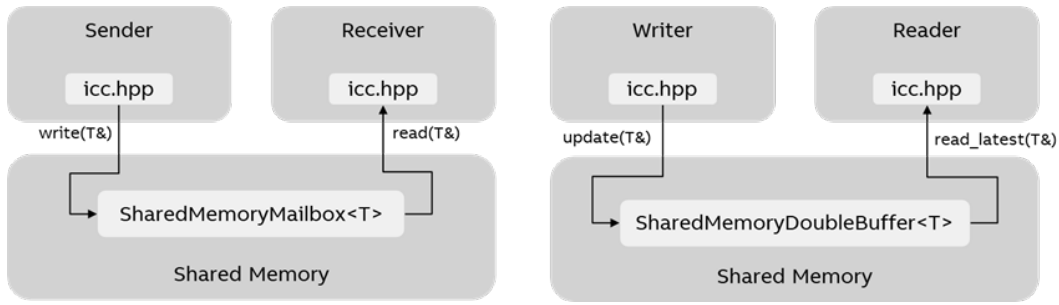 Sender
Receiver
icc.hpp
icc.hpp
write(T&)
read(T&)
SharedMemoryMailbox<T>
Shared Memory
Writer
Reader
icc.hpp
icc.hpp
update(T&)
read_latest(T&)
SharedMemoryDoubleBuffer<T>
Shared Memory